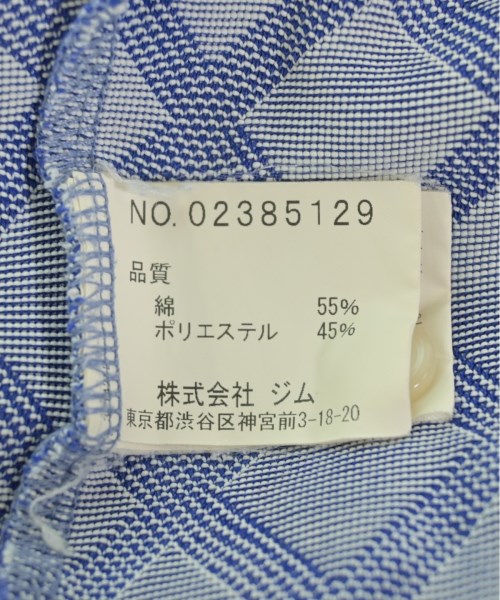 NO. 02385129
品質
綿 55%
ポリエステル 45%
株式会社 ジム
東京都渋谷区神宮前3-18-20